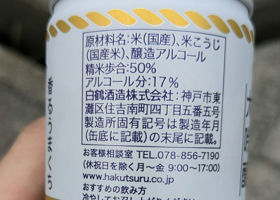 原材料名:米(国産)、米こうじ
(国産米)、醸造アルコール
精米歩合:50%
アルコール分:17%
白鶴酒造株式会社:神戸市東
灘区住吉南町四丁目五番五号
製造所固有記号は製造年月
(缶底に記載)の末尾に記載。
お客様相談室 TEL.078-856-7190
(休祝日を除く月〜金 9:00〜17:00)
www.hakutsuru.co.jp
おすすめの飲み方